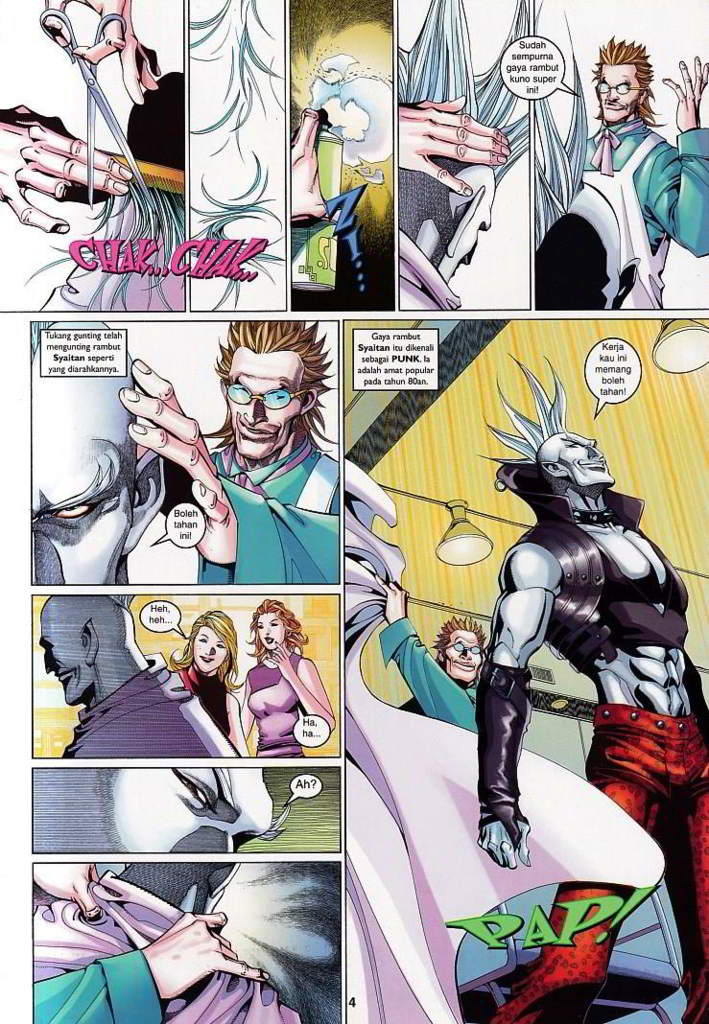 CHAK...CHAK...
ZI...
Sudah
sempurna
gaya rambut
kuno super
ini!
Tukang gunting telah
mengunting rambut
Syaitan seperti
yang diarahkannya.
Boleh
tahan
ini!
Heh,
heh...
Ha,
ha...
Ah?
Gaya rambut
Syaitan itu dikenali
sebagai PUNK. Ia
adalah amat popular
pada tahun 80an.
Kerja
kau ini
memang
boleh
tahan!
PAP!
4